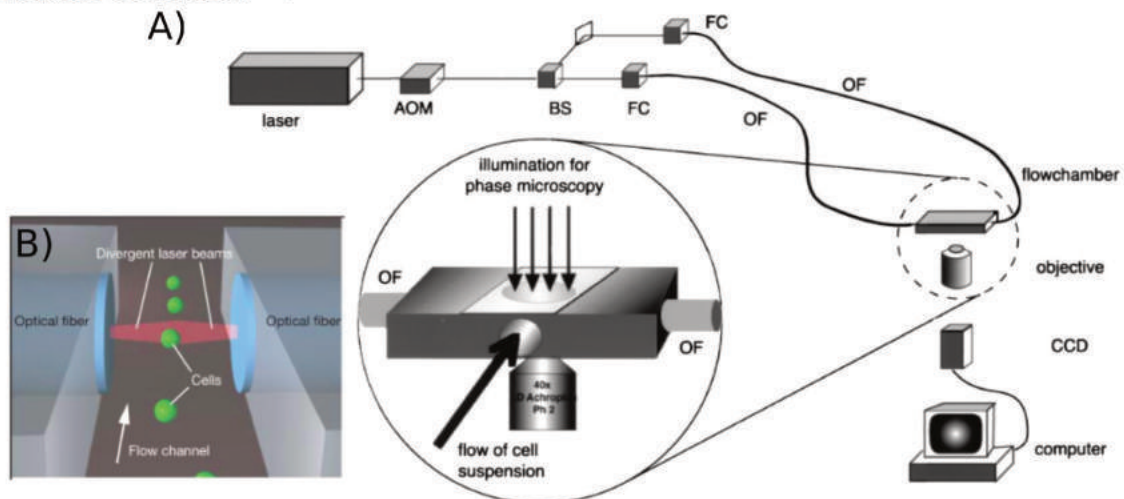 A)
FC
OF
laser
AOM
BS
FC
OF
illumination for
phase microscopy
flowchamber
B)
Divergent laser beams
OF
objective
Optical fiber
Optical fiber
OF
CCD
Cells
40x
Ph 2
Flow channel
flow of cell
suspension
computer